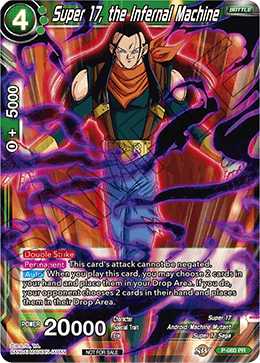 4
Super 17, the Infernal Machine
BATTLE
0 + 5000
Double Strike
Permanent This card's attack cannot be negated.
Auto When you play this card, you may choose 2 cards in
your hand and place them in your Drop Area. If you do,
your opponent chooses 2 cards in their hand and places
them in their Drop Area.
POWER 20000
Character Super 17
Special Trait Android/Machine Mutant
Era Super 17 Saga
NOT FOR SALE
P-080 PR